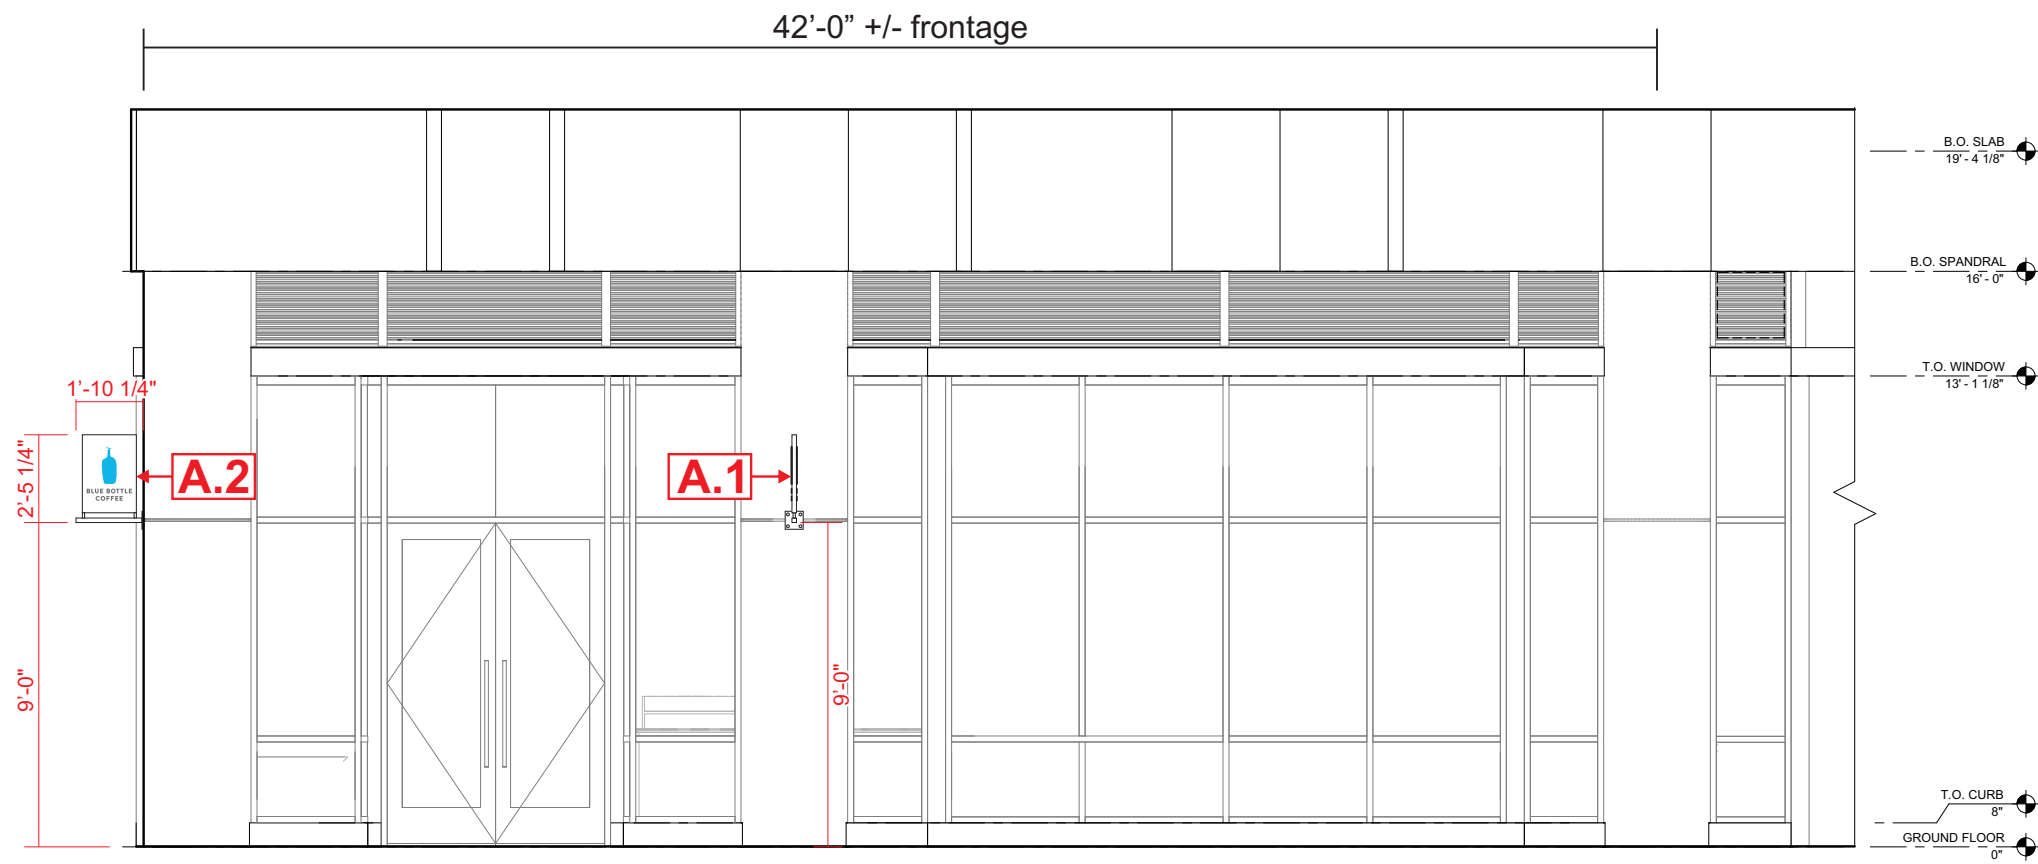 42’-0” +/- frontage
B.O. SLAB
19' - 4 1/8"
B.O. SPANDRAL
16' - 0"
T.O. WINDOW
13' - 1 1/8"
1’-10 1/4"
2’-5 1/4"
BLUE BOTTLE
COFFEE
A.2
A.1
9’-0"
9’-0"
T.O. CURB
8"
GROUND FLOOR
0"